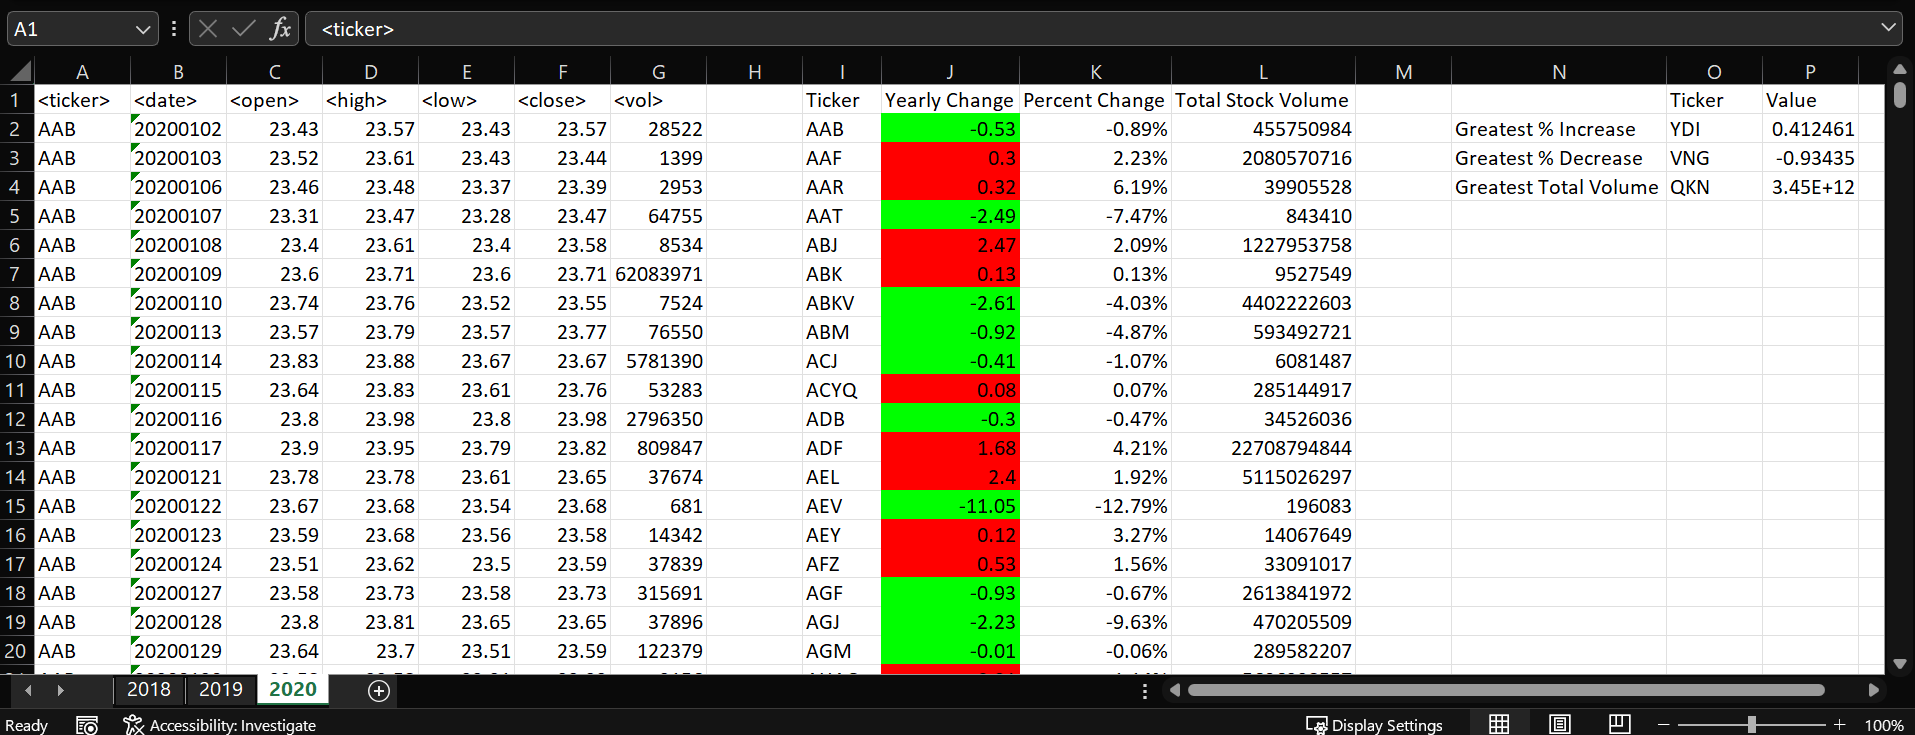 A1 fx <ticker>
A B C D E F G H I J K L M N O P
1 <ticker> <date> <open> <high> <low> <close> <vol> Ticker Yearly Change Percent Change Total Stock Volume Ticker Value
2 AAB 20200102 23.43 23.57 23.43 23.57 28522 AAB -0.53 -0.89% 455750984 Greatest % Increase YDI 0.412461
3 AAB 20200103 23.52 23.61 23.43 23.44 1399 AAF 0.3 2.23% 2080570716 Greatest % Decrease VNG -0.93435
4 AAB 20200106 23.46 23.48 23.37 23.39 2953 AAR 0.32 6.19% 39905528 Greatest Total Volume QKN 3.45E+12
5 AAB 20200107 23.31 23.47 23.28 23.47 64755 AAT -2.49 -7.47% 843410
6 AAB 20200108 23.4 23.61 23.4 23.58 8534 ABJ 2.47 2.09% 1227953758
7 AAB 20200109 23.6 23.71 23.6 23.71 62083971 ABK 0.13 0.13% 9527549
8 AAB 20200110 23.74 23.76 23.52 23.55 7524 ABKV -2.61 -4.03% 4402222603
9 AAB 20200113 23.57 23.79 23.57 23.77 76550 ABM -0.92 -4.87% 593492721
10 AAB 20200114 23.83 23.88 23.67 23.67 5781390 ACJ -0.41 -1.07% 6081487
11 AAB 20200115 23.64 23.83 23.61 23.76 53283 ACYQ 0.08 0.07% 285144917
12 AAB 20200116 23.8 23.98 23.8 23.98 2796350 ADB -0.3 -0.47% 34526036
13 AAB 20200117 23.9 23.95 23.79 23.82 809847 ADF 1.68 4.21% 22708794844
14 AAB 20200121 23.78 23.78 23.61 23.65 37674 AEL 2.4 1.92% 5115026297
15 AAB 20200122 23.67 23.68 23.54 23.68 681 AEV -11.05 -12.79% 196083
16 AAB 20200123 23.59 23.68 23.56 23.58 14342 AEY 0.12 3.27% 14067649
17 AAB 20200124 23.51 23.62 23.5 23.59 37839 AFZ 0.53 1.56% 33091017
18 AAB 20200127 23.58 23.73 23.58 23.73 315691 AGF -0.93 -0.67% 2613841972
19 AAB 20200128 23.8 23.81 23.65 23.65 37896 AGJ -2.23 -9.63% 470205509
20 AAB 20200129 23.64 23.7 23.51 23.59 122379 AGM -0.01 -0.06% 289582207
2018 2019 2020
Ready Accessibility: Investigate Display Settings 100%